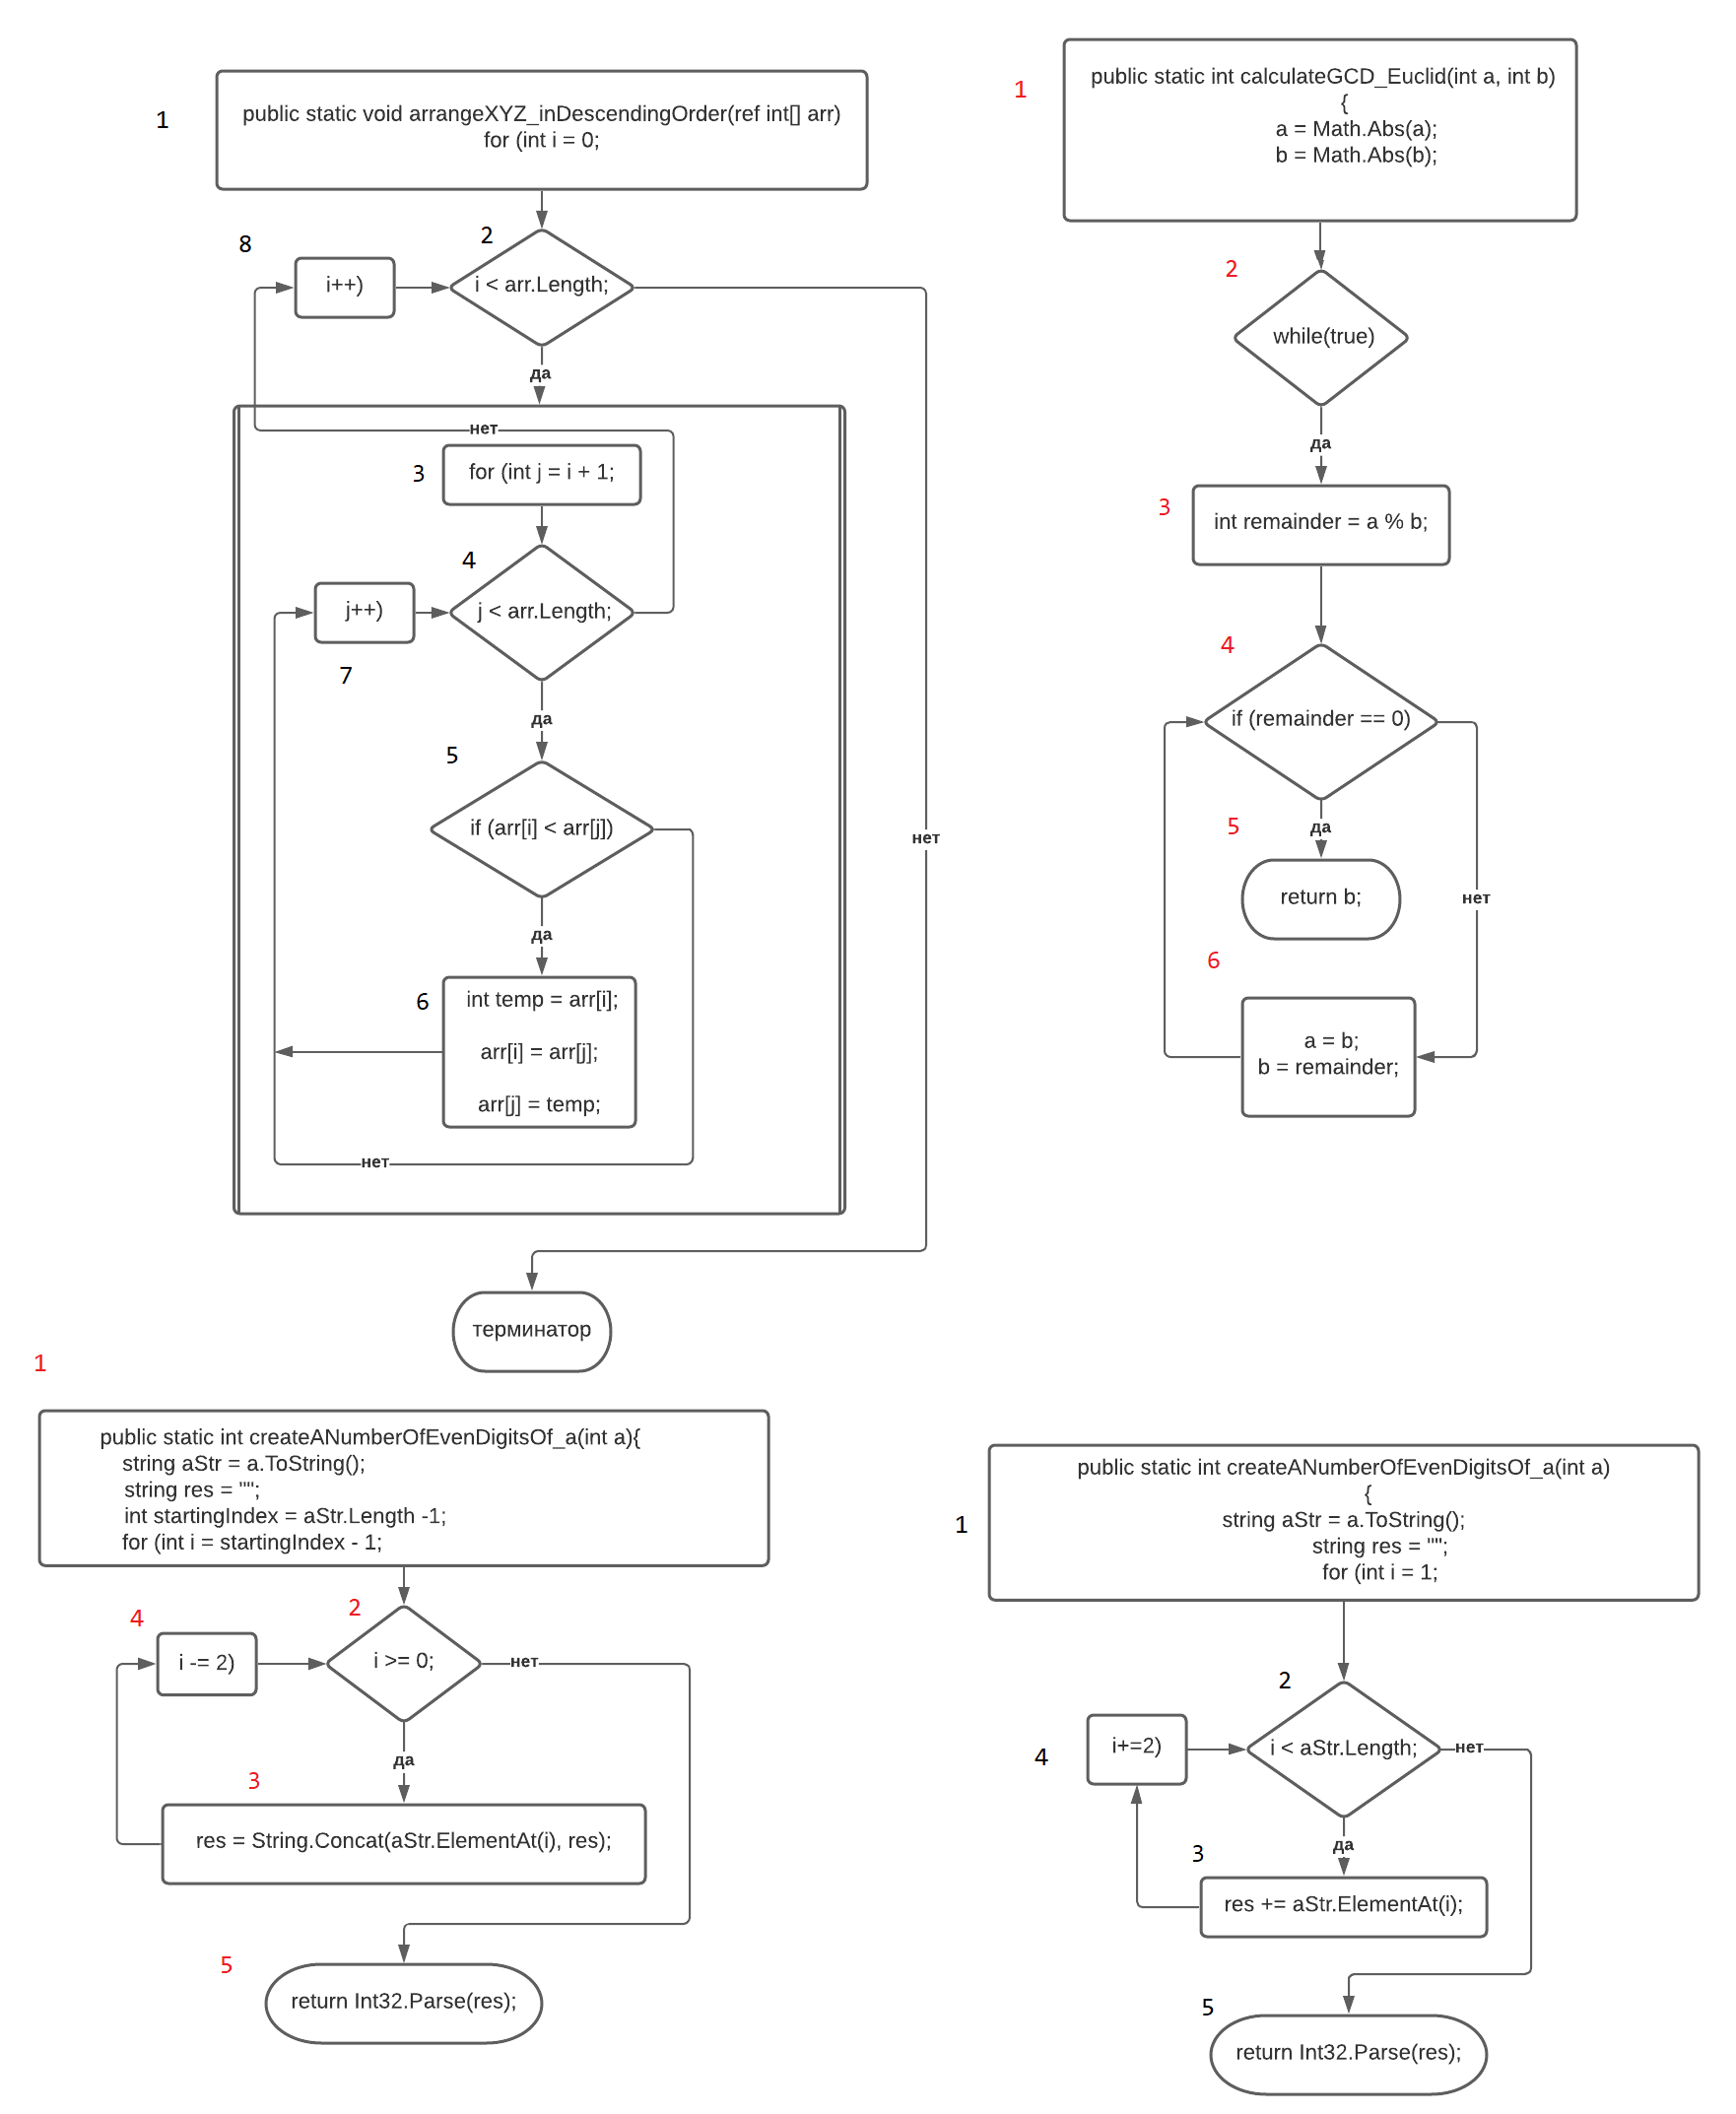 1
public static void arrangeXYZ_inDescendingOrder(ref int[] arr)
for (int i = 0;
8
i++)
2
i < arr.Length;
да
нет
нет
3
for (int j = i + 1;
4
j < arr.Length;
j++)
7
да
5
if (arr[i] < arr[j])
да
6
int temp = arr[i];
arr[i] = arr[j];
arr[j] = temp;
нет
терминатор
1
public static int calculateGCD_Euclid(int a, int b)
{
a = Math.Abs(a);
b = Math.Abs(b);
2
while(true)
да
3
int remainder = a % b;
4
if (remainder == 0)
да
5
return b;
нет
6
a = b;
b = remainder;
1
public static int createANumberOfEvenDigitsOf_a(int a){
string aStr = a.ToString();
string res = "";
int startingIndex = aStr.Length -1;
for (int i = startingIndex - 1;
4
i -= 2)
2
i >= 0;
нет
да
3
res = String.Concat(aStr.ElementAt(i), res);
5
return Int32.Parse(res);
1
public static int createANumberOfEvenDigitsOf_a(int a)
{
string aStr = a.ToString();
string res = "";
for (int i = 1;
2
i < aStr.Length;
нет
4
i+=2)
да
3
res += aStr.ElementAt(i);
5
return Int32.Parse(res);